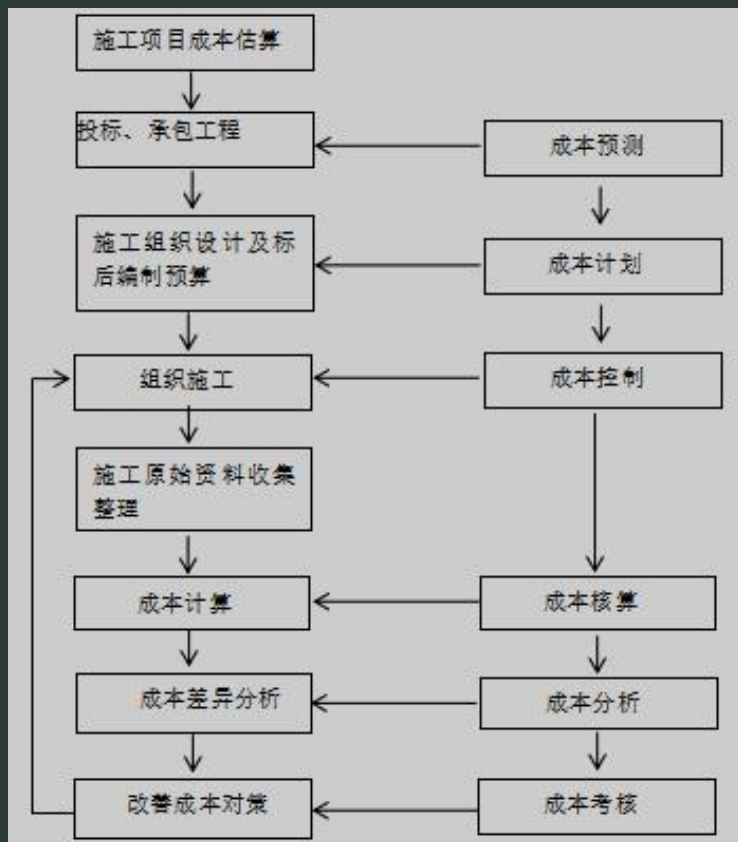 施工项目成本估算
投标、承包工程
成本预测
施工组织设计及标
后编制预算
成本计划
组织施工
成本控制
施工原始资料收集
整理
成本计算
成本核算
成本差异分析
成本分析
改善成本对策
成本考核